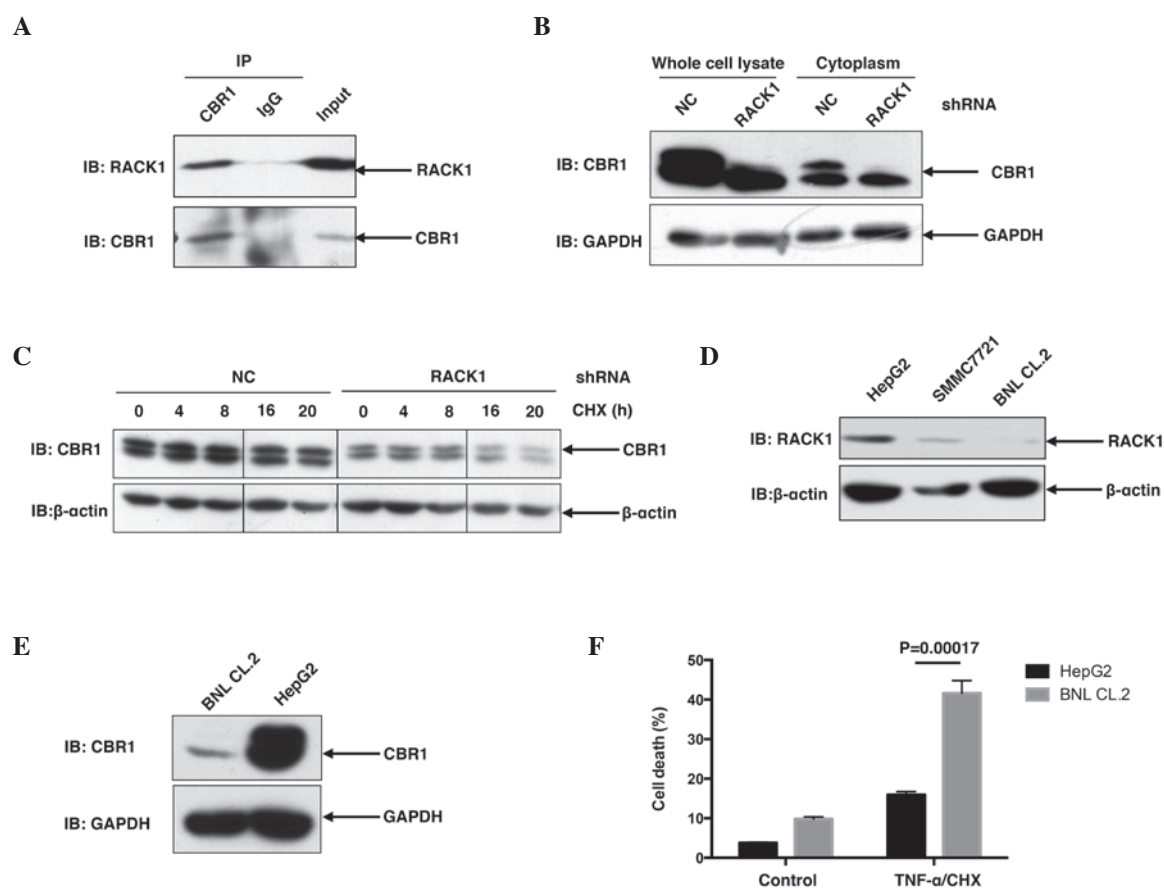 A
IP
CBR1 IgG Input
IB: RACK1
RACK1
IB: CBR1
CBR1
B
Whole cell lysate Cytoplasm
NC RACK1 NC RACK1 shRNA
IB: CBR1
CBR1
IB: GAPDH
GAPDH
C
NC RACK1 shRNA
0 4 8 16 20 0 4 8 16 20 CHX (h)
IB: CBR1
CBR1
IB:β-actin
β-actin
D
HepG2 SMMC7721 BNL CL.2
IB: RACK1
RACK1
IB:β-actin
β-actin
E
BNL CL.2 HepG2
IB: CBR1
CBR1
IB: GAPDH
GAPDH
F
P=0.00017
HepG2
BNL CL.2
Cell death (%)
50
40
30
20
10
0
Control TNF-α/CHX